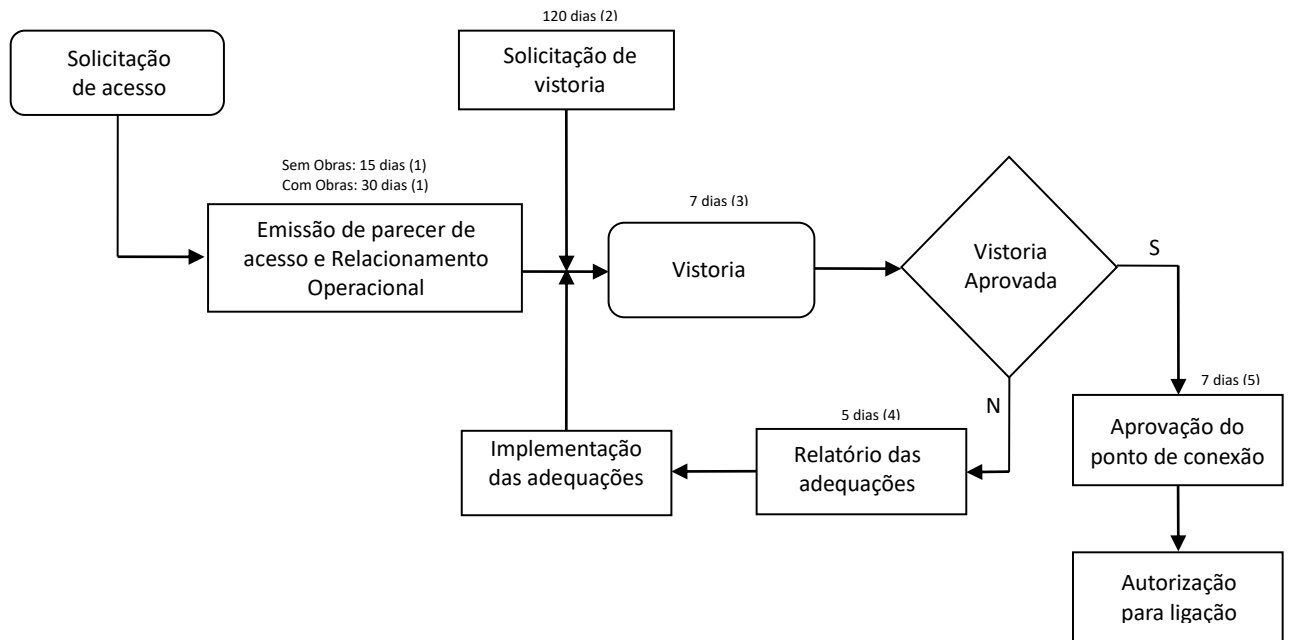 120 dias (2)
Solicitação
de acesso
Solicitação de
vistoria
Sem Obras: 15 dias (1)
Com Obras: 30 dias (1)
Emissão de parecer de
acesso e Relacionamento
Operacional
7 dias (3)
Vistoria
Vistoria
Aprovada
S
N
7 dias (5)
Aprovação do
ponto de conexão
5 dias (4)
Relatório das
adequações
Implementação
das adequações
Autorização
para ligação